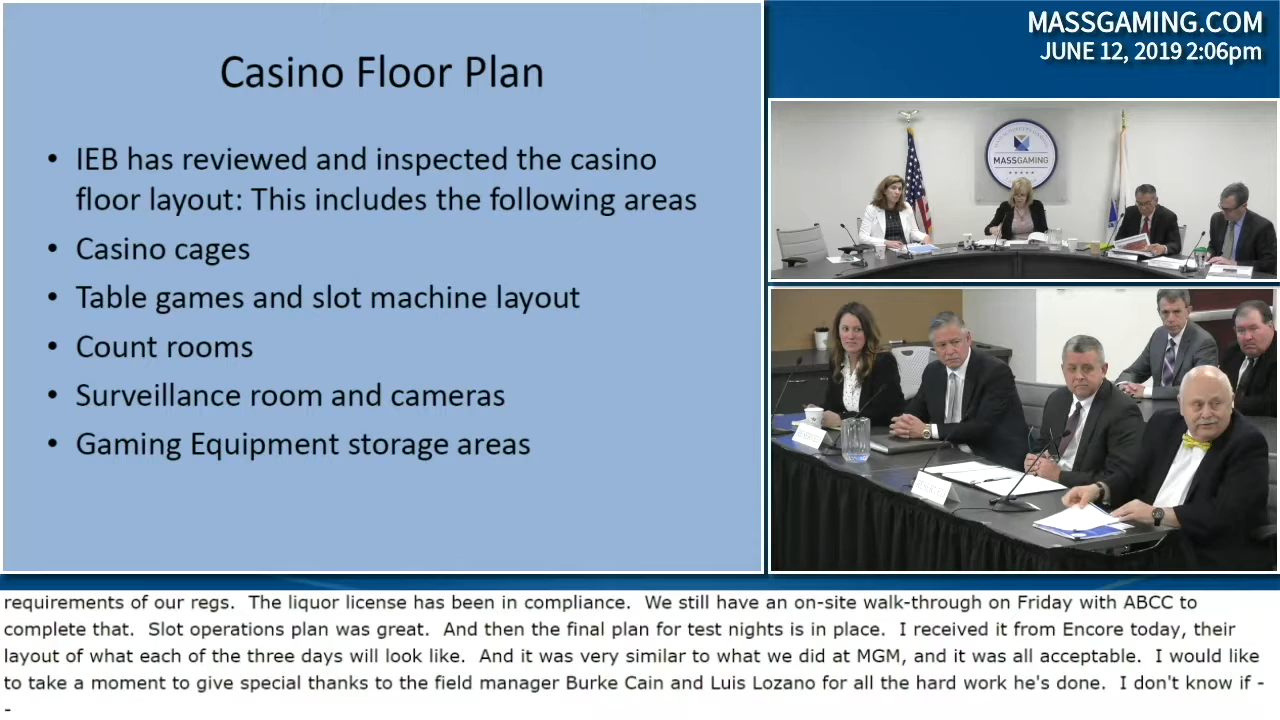 Casino Floor Plan
• IEB has reviewed and inspected the casino
floor layout: This includes the following areas
• Casino cages
• Table games and slot machine layout
• Count rooms
• Surveillance room and cameras
• Gaming Equipment storage areas
MASSGAMING.COM
JUNE 12, 2019 2:06pm
MASSGAMING
requirements of our regs.  The liquor license has been in compliance.  We still have an on-site walk-through on Friday with ABCC to
complete that.  Slot operations plan was great.  And then the final plan for test nights is in place.  I received it from Encore today, their
layout of what each of the three days will look like.  And it was very similar to what we did at MGM, and it was all acceptable.  I would like
to take a moment to give special thanks to the field manager Burke Cain and Luis Lozano for all the hard work he's done.  I don't know if -
-